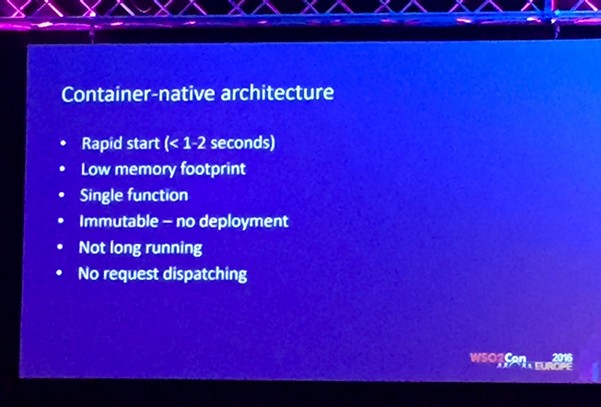 Container-native architecture
• Rapid start (< 1-2 seconds)
• Low memory footprint
• Single function
• Immutable – no deployment
• Not long running
• No request dispatching
WSO2Con 2016
EUROPE